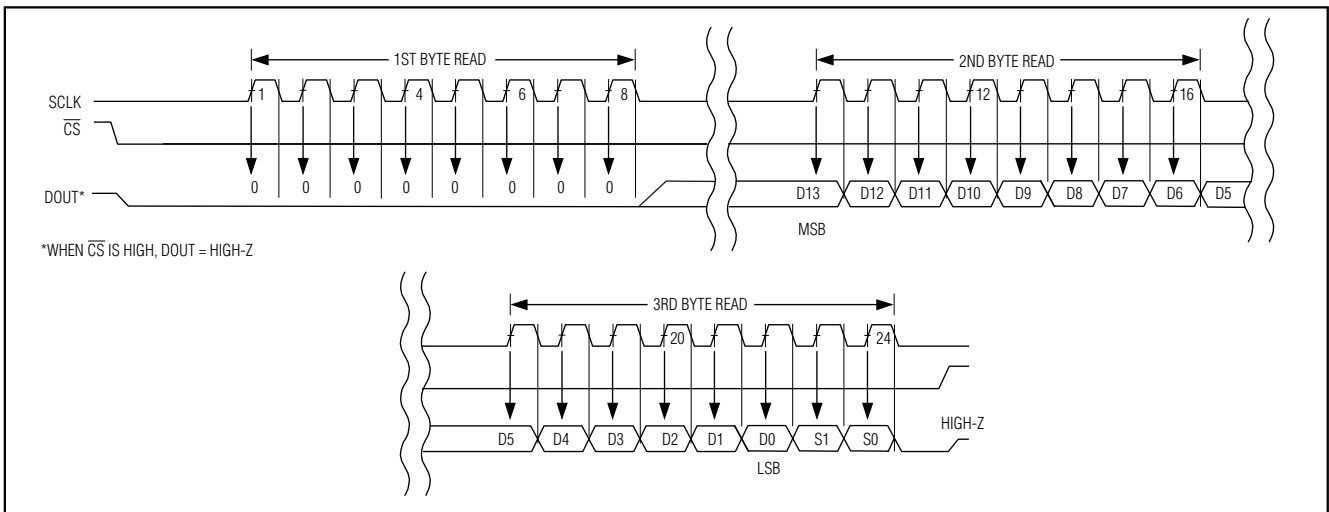 1ST BYTE READ
2ND BYTE READ
SCLK
1 4 6 8 12 16
CS
0 0 0 0 0 0 0 0
DOUT*
D13 D12 D11 D10 D9 D8 D7 D6 D5
MSB
*WHEN CS IS HIGH, DOUT = HIGH-Z
3RD BYTE READ
20 24
HIGH-Z
D5 D4 D3 D2 D1 D0 S1 S0
LSB